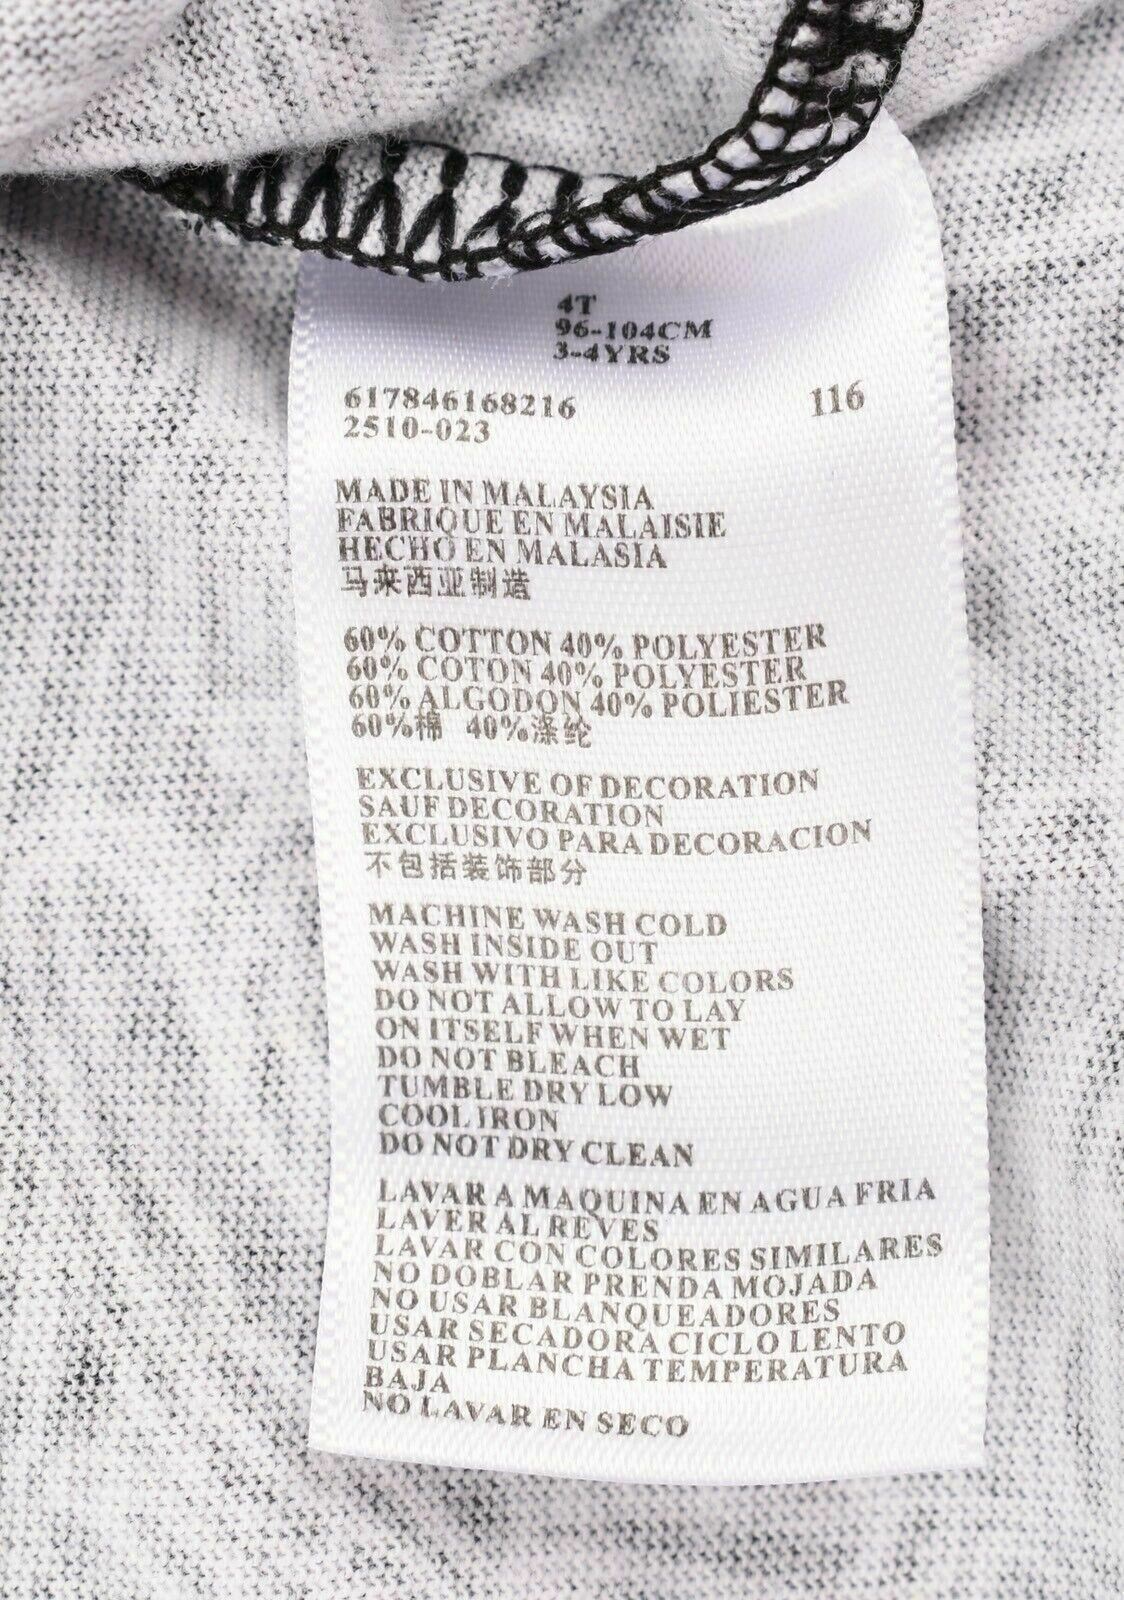 4T
96-104CM
3-4YRS
617846168216 116
2510-023
MADE IN MALAYSIA
FABRIQUE EN MALAISIE
HECHO EN MALASIA
马来西亚制造
60% COTTON 40% POLYESTER
60% COTON 40% POLYESTER
60% ALGODON 40% POLIESTER
60%棉 40%涤纶
EXCLUSIVE OF DECORATION
SAUF DECORATION
EXCLUSIVO PARA DECORACION
不包括装饰部分
MACHINE WASH COLD
WASH INSIDE OUT
WASH WITH LIKE COLORS
DO NOT ALLOW TO LAY
ON ITSELF WHEN WET
DO NOT BLEACH
TUMBLE DRY LOW
COOL IRON
DO NOT DRY CLEAN
LAVAR A MAQUINA EN AGUA FRIA
LAVER AL REVES
LAVAR CON COLORES SIMILARES
NO DOBLAR PRENDA MOJADA
NO USAR BLANQUEADORES
USAR SECADORA CICLO LENTO
USAR PLANCHA TEMPERATURA
BAJA
NO LAVAR EN SECO